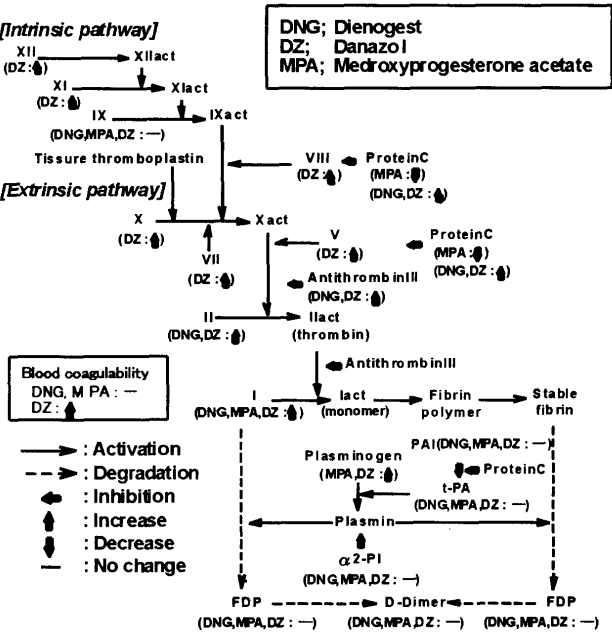 [Intrinsic pathway]
DNG; Dienogest
DZ; Danazol
MPA; Medroxyprogesterone acetate
XII
(DZ:⬆)
XIIact
XI
(DZ:⬆)
XIact
IX
(DNG,MPA,DZ : —)
IXact
Tissure thromboplastin
VIII
(DZ:⬆)
ProteinC
(MPA:⬇)
(DNG,DZ:⬆)
[Extrinsic pathway]
X
(DZ:⬆)
Xact
VII
(DZ:⬆)
V
(DZ:⬆)
ProteinC
(MPA:⬇)
(DNG,DZ:⬆)
AntithrombinIII
(DNG,DZ:⬆)
II
(DNG,DZ:⬆)
IIact
(thrombin)
AntithrombinIII
Blood coagulability
DNG, M PA : —
DZ : ⬆
I
(DNG,MPA,DZ:⬆)
Iact
(monomer)
Fibrin
polymer
Stable
fibrin
: Activation
: Degradation
: Inhibition
: Increase
: Decrease
: No change
Plasminogen
(MPA,DZ:⬆)
PAI(DNG,MPA,DZ : —)
ProteinC
t-PA
(DNG,MPA,DZ : —)
Plasmin
α2-PI
(DNG,MPA,DZ : —)
FDP
(DNG,MPA,DZ : —)
D-Dimer
(DNG,MPA,DZ : —)
FDP
(DNG,MPA,DZ : —)